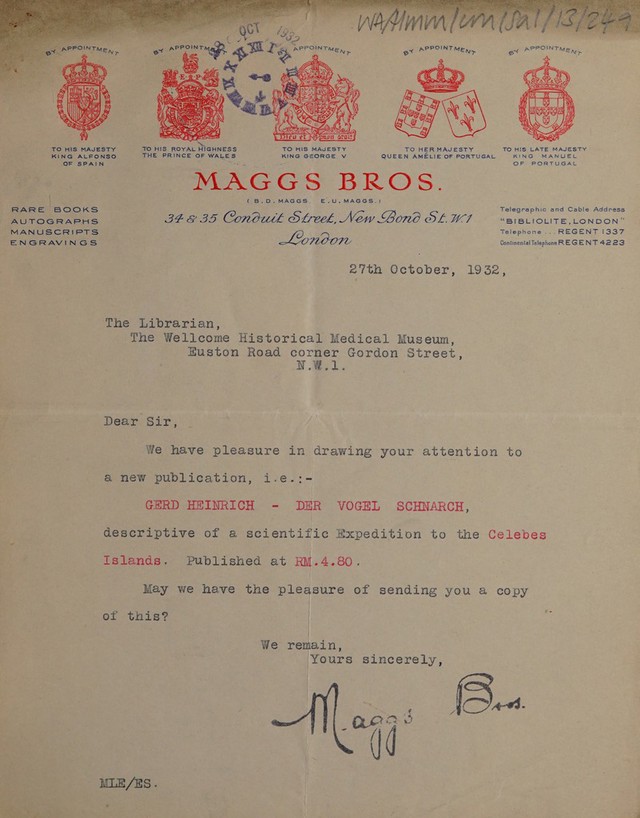 WA/HMM/CM/Sal/13/249
28 OCT 1932
BY APPOINTMENT
TO HIS MAJESTY
KING ALFONSO
OF SPAIN
BY APPOINTMENT
TO HIS ROYAL HIGHNESS
THE PRINCE OF WALES
BY APPOINTMENT
TO HIS MAJESTY
KING GEORGE V
BY APPOINTMENT
TO HER MAJESTY
QUEEN AMÉLIE OF PORTUGAL
BY APPOINTMENT
TO HIS LATE MAJESTY
KING MANUEL
OF PORTUGAL
MAGGS BROS.
(B.D. MAGGS. E.U. MAGGS.)
34 & 35 Conduit Street, New Bond St. W1
London
RARE BOOKS
AUTOGRAPHS
MANUSCRIPTS
ENGRAVINGS
Telegraphic and Cable Address
"BIBLIOLITE, LONDON"
Telephone ... REGENT 1337
Continental Telephone REGENT 4223
27th October, 1932,
The Librarian,
The Wellcome Historical Medical Museum,
Euston Road corner Gordon Street,
N.W.1.
Dear Sir,
We have pleasure in drawing your attention to
a new publication, i.e.:-
GERD HEINRICH - DER VOGEL SCHNARCH,
descriptive of a scientific Expedition to the Celebes
Islands. Published at RM.4.80.
May we have the pleasure of sending you a copy
of this?
We remain,
Yours sincerely,
Maggs Bros.
MLE/ES.